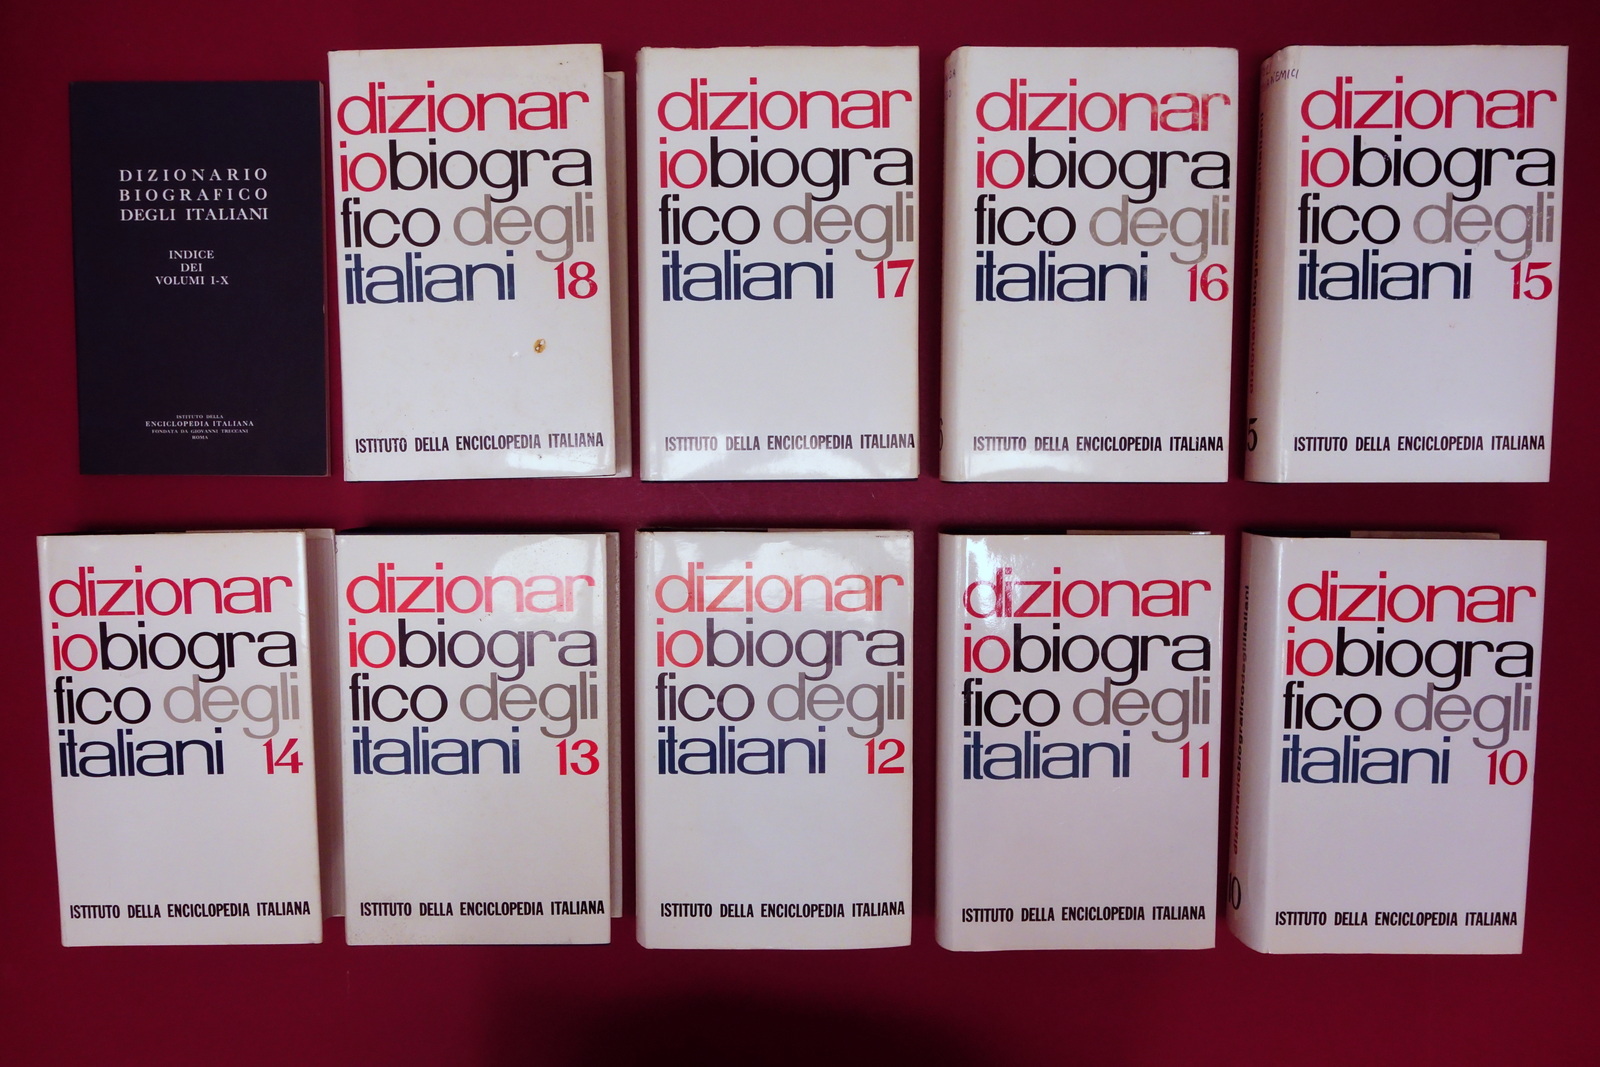 DIZIONARIO
BIOGRAFICO
DEGLI ITALIANI
INDICE
DEI
VOLUMI I-X
ISTITUTO DELLA
ENCICLOPEDIA ITALIANA
FONDATA DA GIOVANNI TRECCANI
ROMA
dizionar
iobiogra
fico degli
italiani 18
ISTITUTO DELLA ENCICLOPEDIA ITALIANA
dizionar
iobiogra
fico degli
italiani 17
ISTITUTO DELLA ENCICLOPEDIA ITALIANA
dizionar
iobiogra
fico degli
italiani 16
ISTITUTO DELLA ENCICLOPEDIA ITALIANA
dizionariobiograficodegliitaliani
5
dizionar
iobiogra
fico degli
italiani 15
ISTITUTO DELLA ENCICLOPEDIA ITALIANA
dizionar
iobiogra
fico degli
italiani 14
ISTITUTO DELLA ENCICLOPEDIA ITALIANA
dizionar
iobiogra
fico degli
italiani 13
ISTITUTO DELLA ENCICLOPEDIA ITALIANA
dizionar
iobiogra
fico degli
italiani 12
ISTITUTO DELLA ENCICLOPEDIA ITALIANA
dizionar
iobiogra
fico degli
italiani 11
ISTITUTO DELLA ENCICLOPEDIA ITALIANA
dizionariobiograficodegliitaliani
10
dizionar
iobiogra
fico degli
italiani 10
ISTITUTO DELLA ENCICLOPEDIA ITALIANA